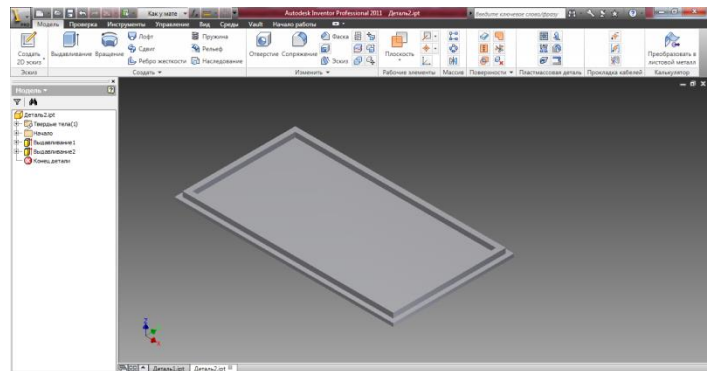 Как у мате
Autodesk Inventor Professional 2011 Деталь2.ipt
Введите ключевое слово/фразу
Модель Проверка Инструменты Управление Вид Среды Vault Начало работы
Создать 2D эскиз
Выдавливание Вращение
Лофт
Сдвиг
Ребро жесткости
Пружина
Рельеф
Наследование
Отверстие Сопряжение
Фаска
Эскиз
Плоскость
Преобразовать в листовой металл
Эскиз Создать Изменить Рабочие элементы Массив Поверхности Пластмассовая деталь Прокладка кабелей Калькулятор
Модель
Деталь2.ipt
Твердые тела(1)
Начало
Выдавливание1
Выдавливание2
Конец детали
Z
X
Деталь1.ipt Деталь2.ipt